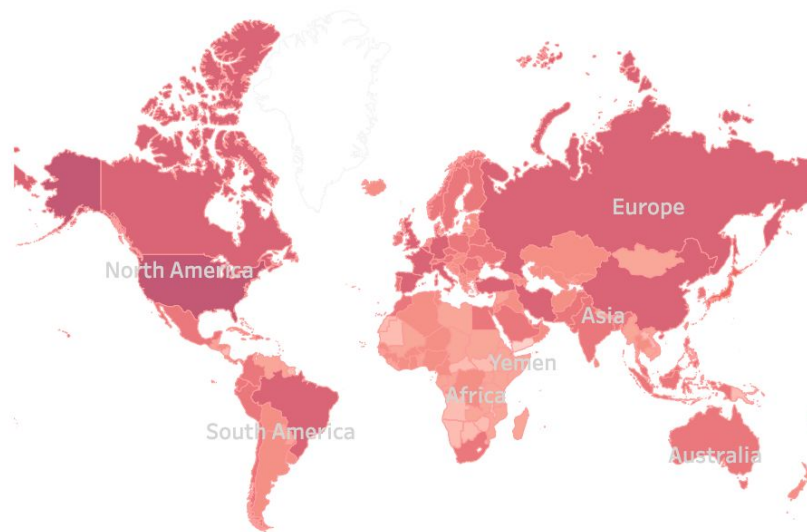 Europe
North America
Asia
Yemen
Africa
South America
Australia